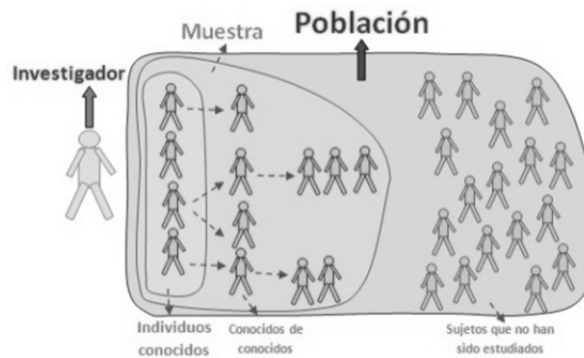 Muestra
Población
Investigador
Individuos
conocidos
Conocidos de
conocidos
Sujetos que no han
sido estudiados